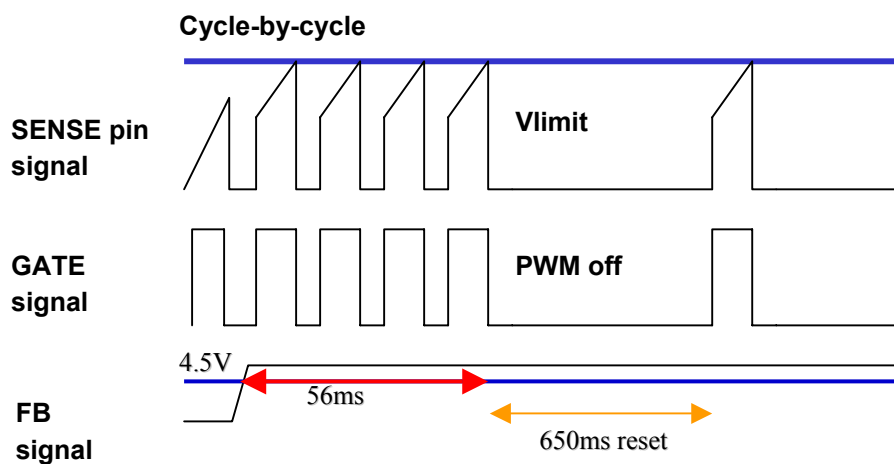 Cycle-by-cycle
SENSE pin
signal
Vlimit
GATE
signal
PWM off
4.5V
56ms
FB
signal
650ms reset